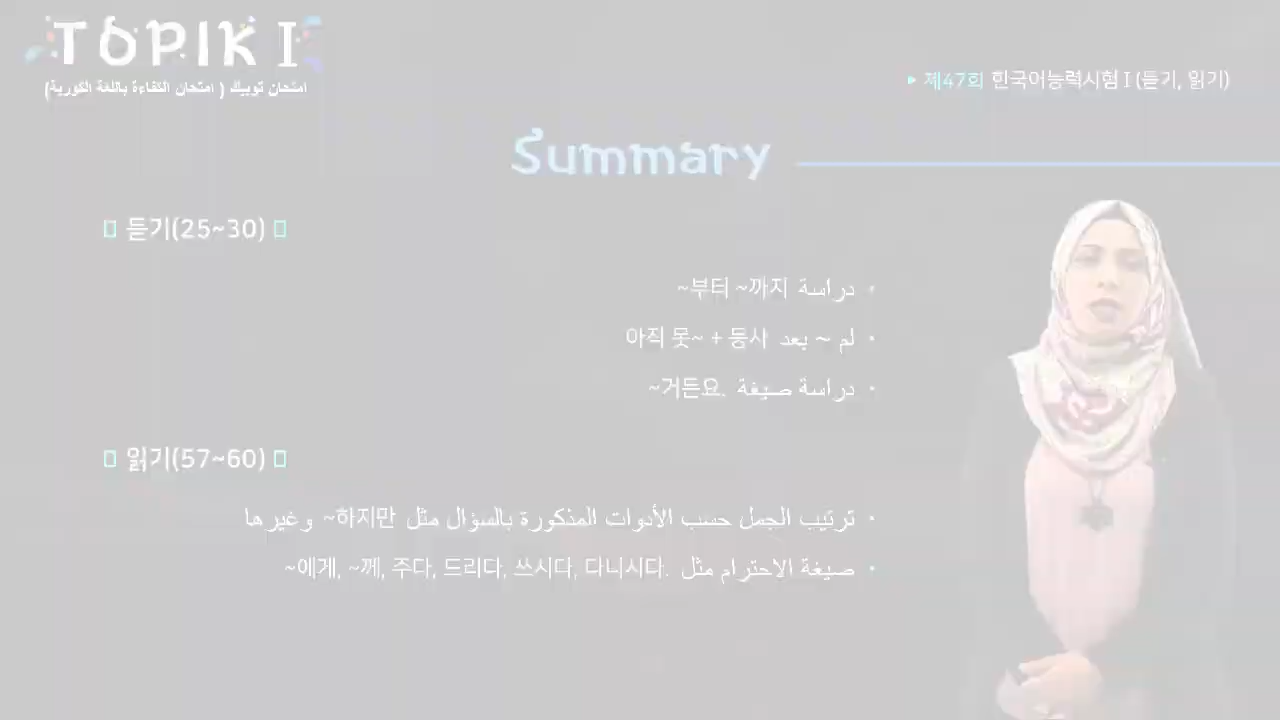 TOPIK I
امتحان توبيك ( امتحان الكفاءة باللغة الكورية)
▶ 제47회 한국어능력시험 I (듣기, 읽기)
Summary
듣기(25~30)
• دراسة ~부터 ~까지
• لم ~ بعد 아직 못~ + 동사
• دراسة صيغة .거든요~
읽기(57~60)
• ترتيب الجمل حسب الأدوات المذكورة بالسؤال مثل ~하지만 وغيرها
• صيغة الاحترام مثل .에게, ~께, 주다, 드리다, 쓰시다, 다니시다~